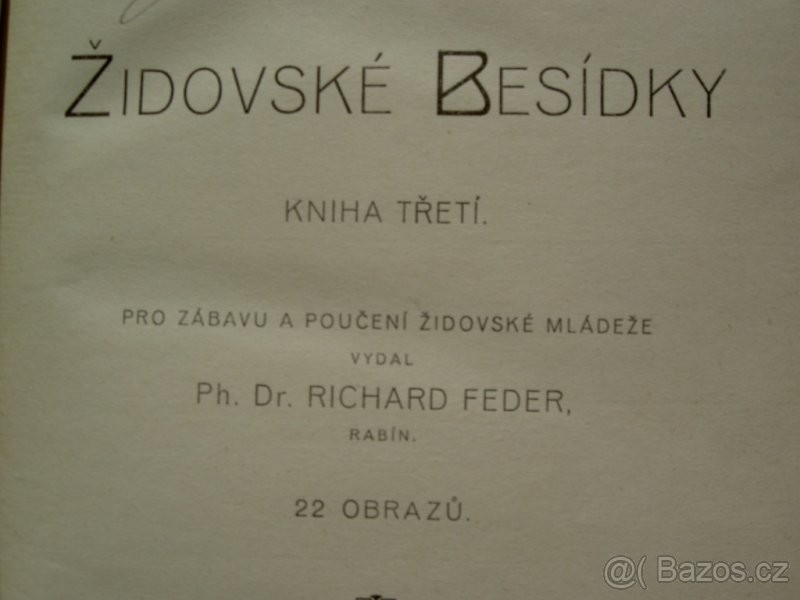 ŽIDOVSKÉ BESÍDKY
KNIHA TŘETÍ.
PRO ZÁBAVU A POUČENÍ ŽIDOVSKÉ MLÁDEŽE
VYDAL
Ph. Dr. RICHARD FEDER,
RABÍN.
22 OBRAZŮ.
@( Bazos.cz